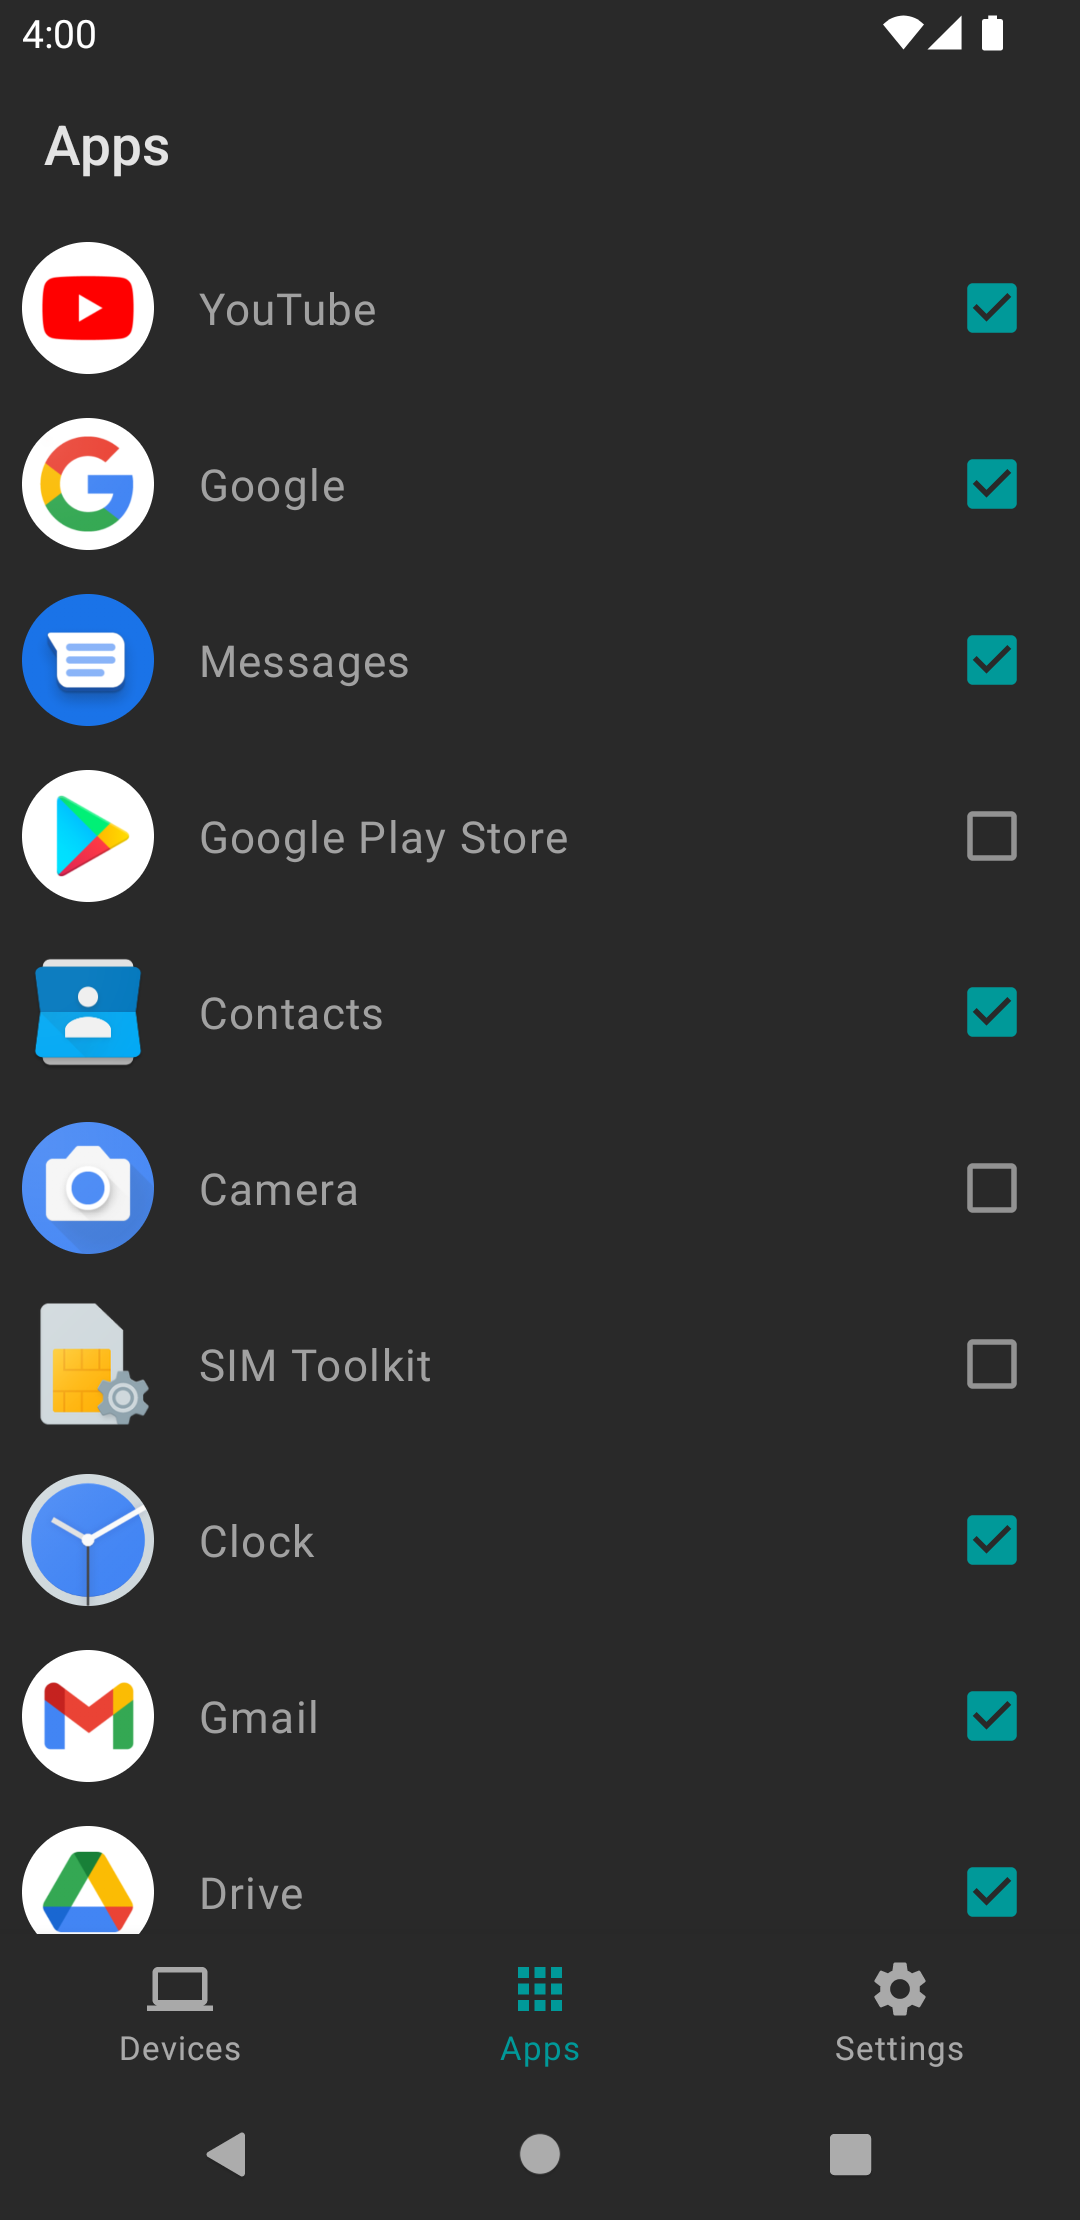 4:00
Apps
YouTube
Google
Messages
Google Play Store
Contacts
Camera
SIM Toolkit
Clock
Gmail
Drive
Devices
Apps
Settings